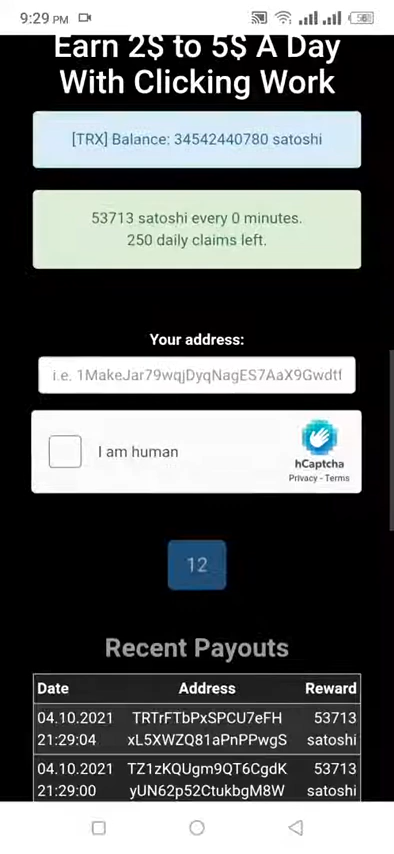 9:29 PM
56
Earn 2$ to 5$ A Day
With Clicking Work
[TRX] Balance: 34542440780 satoshi
53713 satoshi every 0 minutes.
250 daily claims left.
Your address:
i.e. 1MakeJar79wqjDyqNagES7AaX9Gwdtf
I am human
hCaptcha
Privacy - Terms
12
Recent Payouts
Date Address Reward
04.10.2021 TRTrFTbPxSPCU7eFH 53713
21:29:04 xL5XWZQ81aPnPPwgS satoshi
04.10.2021 TZ1zKQUgm9QT6CgdK 53713
21:29:00 yUN62p52CtukbgM8W satoshi